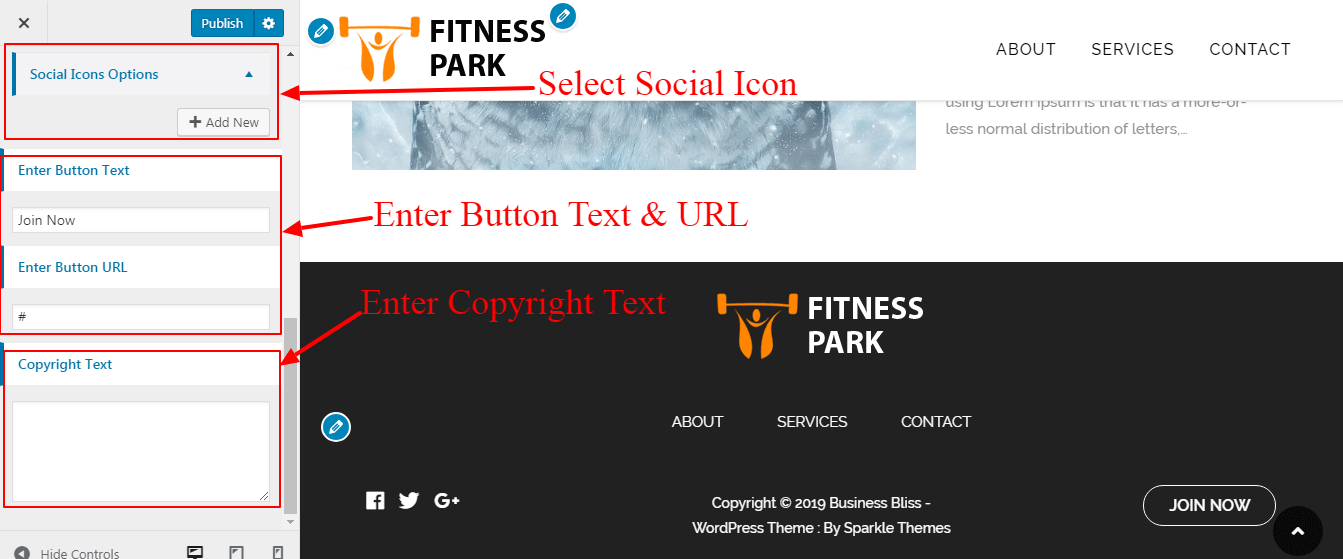 Publish
Social Icons Options
Add New
Enter Button Text
Join Now
Enter Button URL
#
Copyright Text
Hide Controls
FITNESS
PARK
ABOUT SERVICES CONTACT
Select Social Icon
using Lorem Ipsum is that it has a more-or-
less normal distribution of letters,...
Enter Button Text & URL
Enter Copyright Text
FITNESS
PARK
ABOUT SERVICES CONTACT
G+
Copyright © 2019 Business Bliss -
WordPress Theme : By Sparkle Themes
JOIN NOW